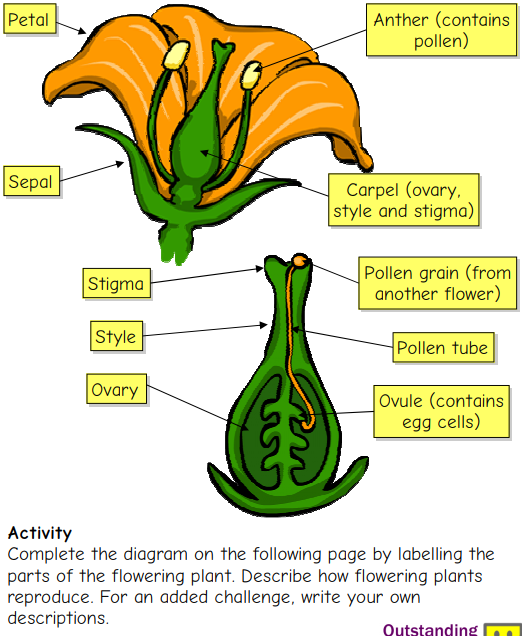 Petal
Anther (contains
pollen)
Sepal
Carpel (ovary,
style and stigma)
Stigma
Pollen grain (from
another flower)
Style
Pollen tube
Ovary
Ovule (contains
egg cells)
Activity
Complete the diagram on the following page by labelling the
parts of the flowering plant. Describe how flowering plants
reproduce. For an added challenge, write your own
descriptions.
Outstanding